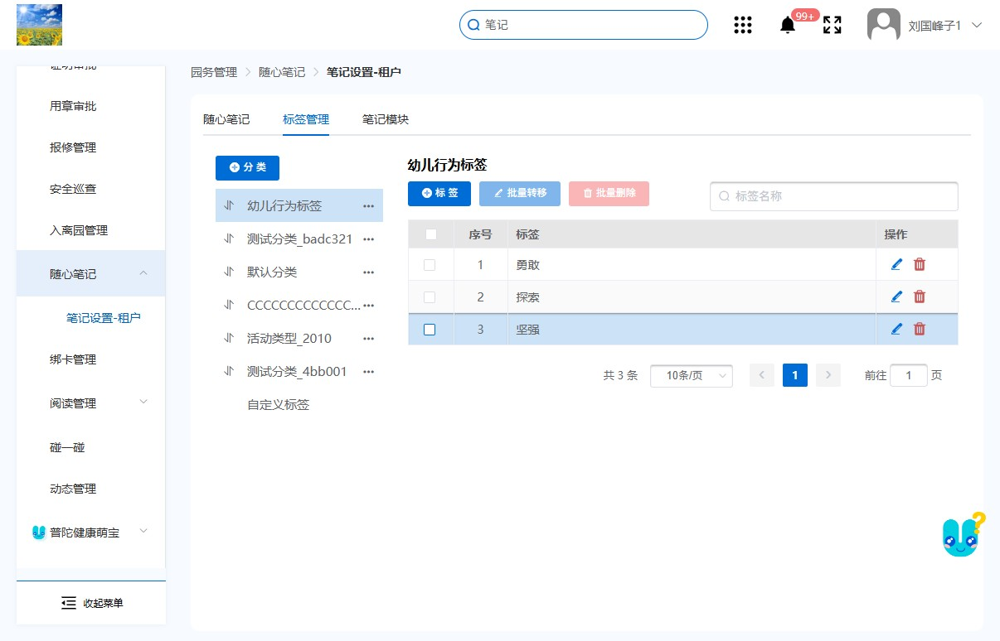 笔记
99+
刘国峰子1
证明审批
用章审批
报修管理
安全巡查
入离园管理
随心笔记
笔记设置-租户
绑卡管理
阅读管理
碰一碰
动态管理
普陀健康萌宝
收起菜单
园务管理 > 随心笔记 > 笔记设置-租户
随心笔记 标签管理 笔记模块
分 类
幼儿行为标签
测试分类_badc321
默认分类
CCCCCCCCCCCCC...
活动类型_2010
测试分类_4bb001
自定义标签
幼儿行为标签
标 签 批量转移 批量删除 标签名称
序号 标签 操作
1 勇敢
2 探索
3 坚强
共 3 条 10条/页 1 前往 1 页